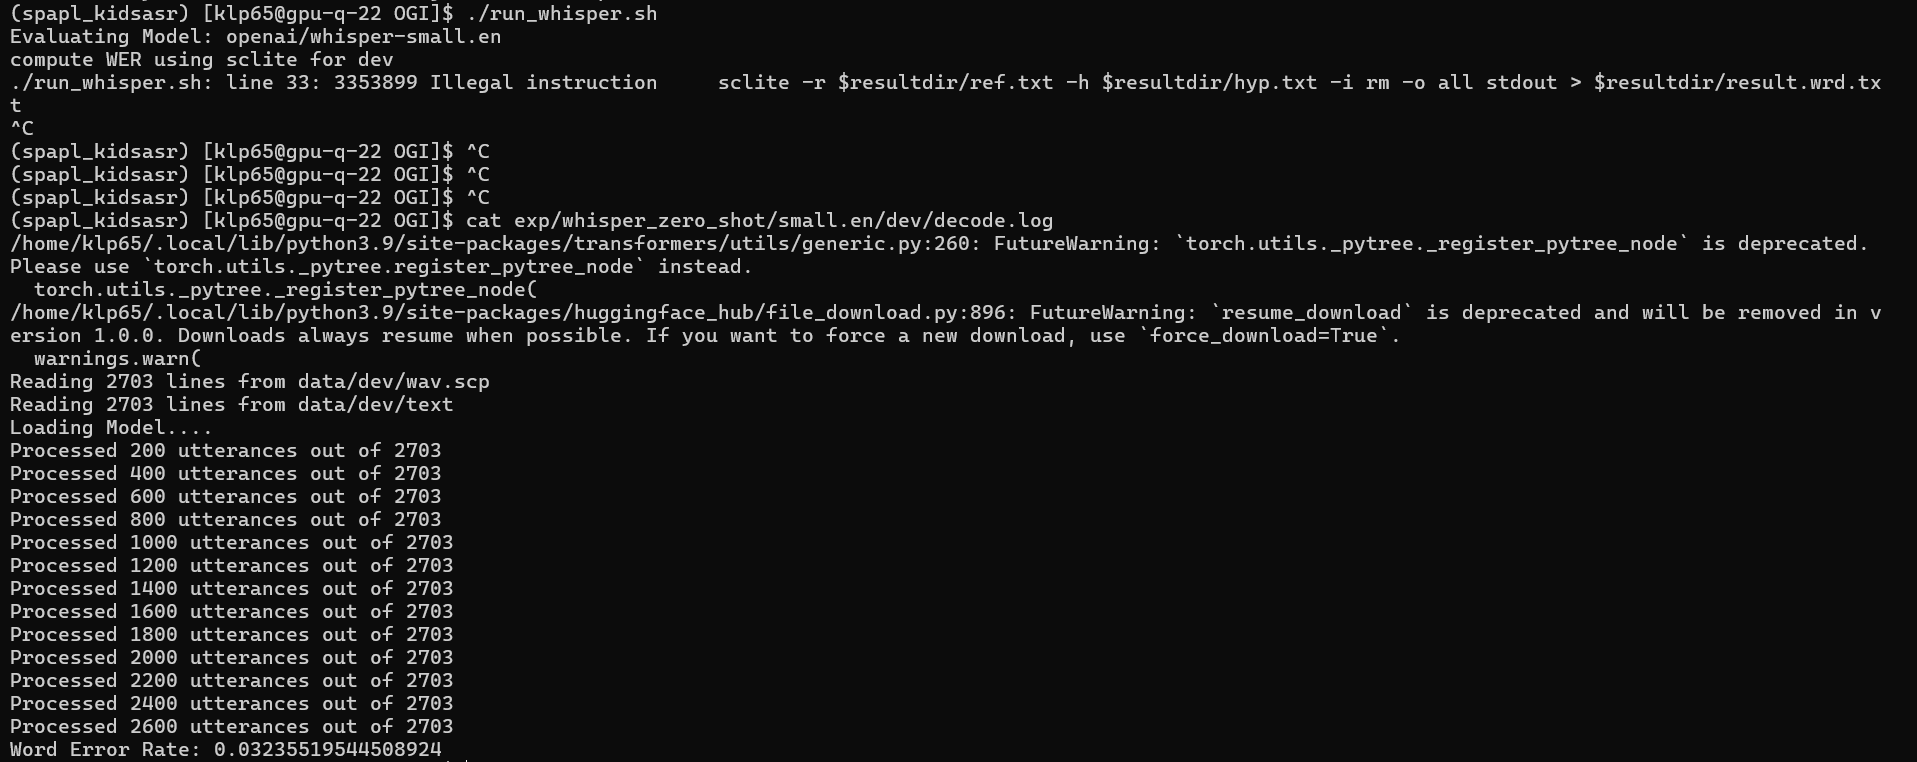 (spapl_kidsasr) [klp65@gpu-q-22 OGI]$ ./run_whisper.sh
Evaluating Model: openai/whisper-small.en
compute WER using sclite for dev
./run_whisper.sh: line 33: 3353899 Illegal instruction     sclite -r $resultdir/ref.txt -h $resultdir/hyp.txt -i rm -o all stdout > $resultdir/result.wrd.tx
t
^C
(spapl_kidsasr) [klp65@gpu-q-22 OGI]$ ^C
(spapl_kidsasr) [klp65@gpu-q-22 OGI]$ ^C
(spapl_kidsasr) [klp65@gpu-q-22 OGI]$ ^C
(spapl_kidsasr) [klp65@gpu-q-22 OGI]$ cat exp/whisper_zero_shot/small.en/dev/decode.log
/home/klp65/.local/lib/python3.9/site-packages/transformers/utils/generic.py:260: FutureWarning: `torch.utils._pytree._register_pytree_node` is deprecated.
Please use `torch.utils._pytree.register_pytree_node` instead.
  torch.utils._pytree._register_pytree_node(
/home/klp65/.local/lib/python3.9/site-packages/huggingface_hub/file_download.py:896: FutureWarning: `resume_download` is deprecated and will be removed in v
ersion 1.0.0. Downloads always resume when possible. If you want to force a new download, use `force_download=True`.
  warnings.warn(
Reading 2703 lines from data/dev/wav.scp
Reading 2703 lines from data/dev/text
Loading Model....
Processed 200 utterances out of 2703
Processed 400 utterances out of 2703
Processed 600 utterances out of 2703
Processed 800 utterances out of 2703
Processed 1000 utterances out of 2703
Processed 1200 utterances out of 2703
Processed 1400 utterances out of 2703
Processed 1600 utterances out of 2703
Processed 1800 utterances out of 2703
Processed 2000 utterances out of 2703
Processed 2200 utterances out of 2703
Processed 2400 utterances out of 2703
Processed 2600 utterances out of 2703
Word Error Rate: 0.03235519544508924